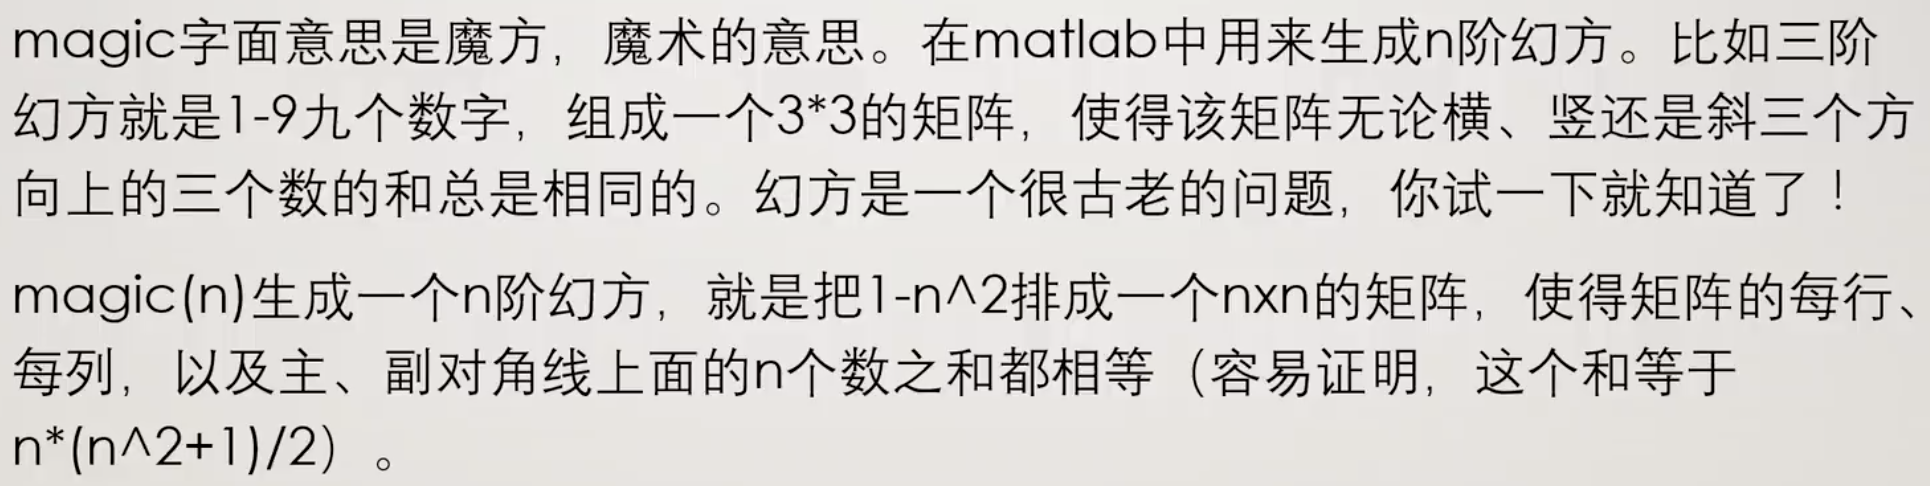 magic字面意思是魔方，魔术的意思。在matlab中用来生成n阶幻方。比如三阶
幻方就是1-9九个数字，组成一个3*3的矩阵，使得该矩阵无论横、竖还是斜三个方
向上的三个数的和总是相同的。幻方是一个很古老的问题，你试一下就知道了！
magic(n)生成一个n阶幻方，就是把1-n^2排成一个nxn的矩阵，使得矩阵的每行、
每列，以及主、副对角线上面的n个数之和都相等（容易证明，这个和等于
n*(n^2+1)/2）。